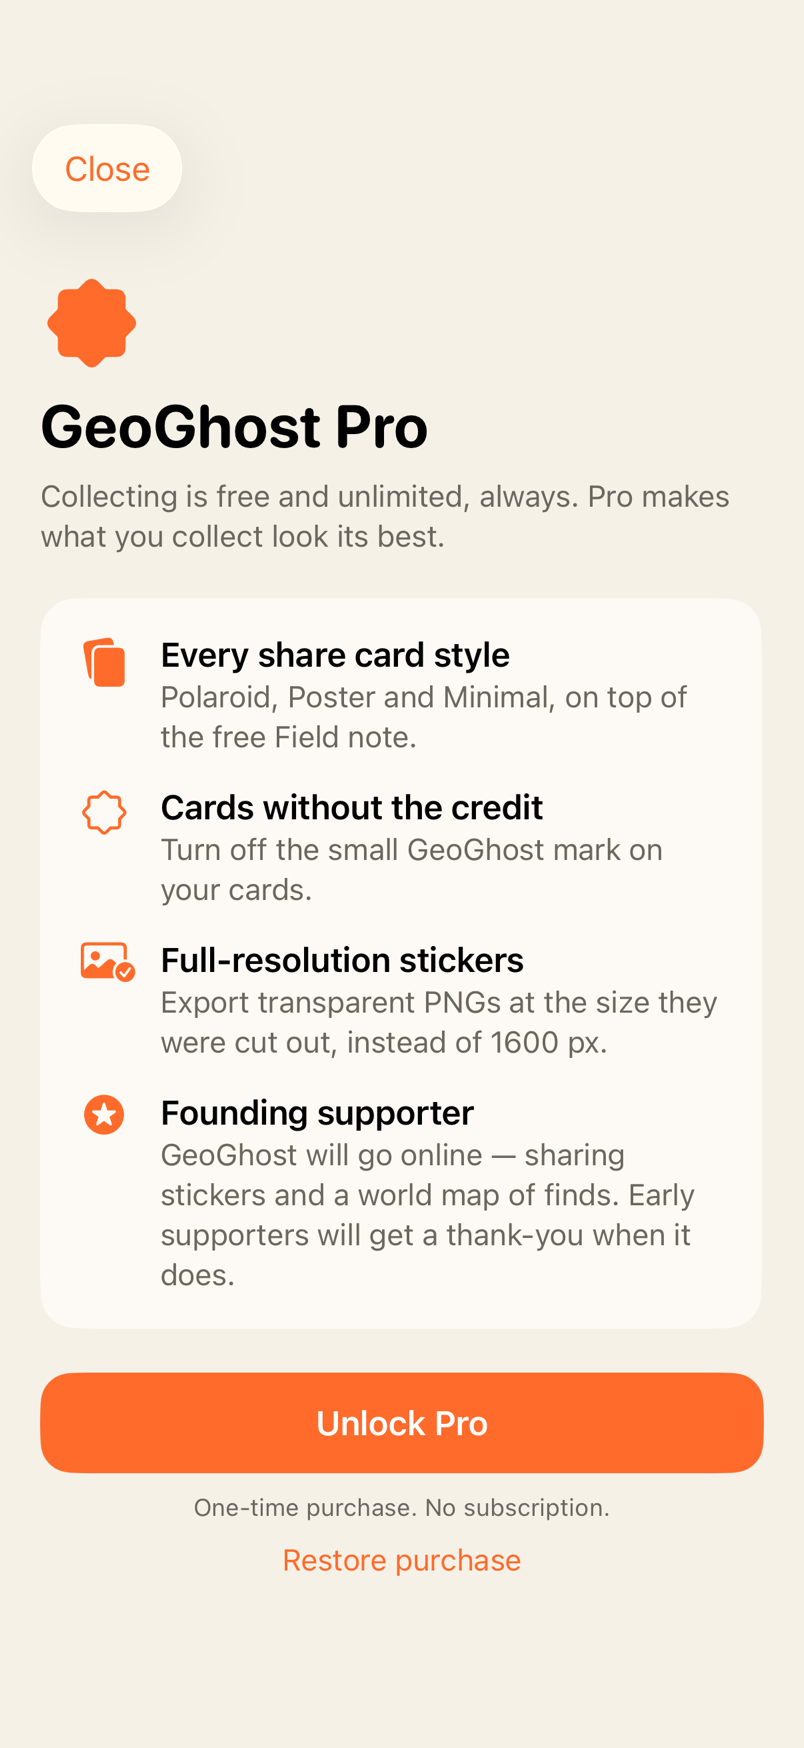 Close
GeoGhost Pro
Collecting is free and unlimited, always. Pro makes
what you collect look its best.
Every share card style
Polaroid, Poster and Minimal, on top of
the free Field note.
Cards without the credit
Turn off the small GeoGhost mark on
your cards.
Full-resolution stickers
Export transparent PNGs at the size they
were cut out, instead of 1600 px.
Founding supporter
GeoGhost will go online — sharing
stickers and a world map of finds. Early
supporters will get a thank-you when it
does.
Unlock Pro
One-time purchase. No subscription.
Restore purchase